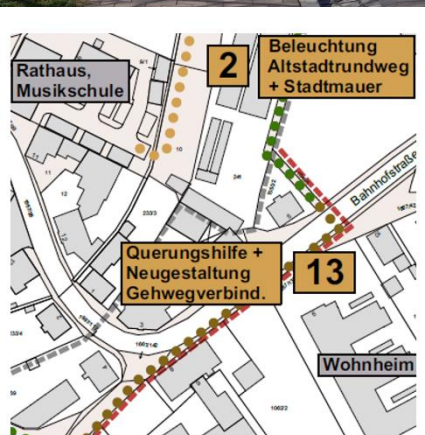 2
Beleuchtung
Altstadtrundweg
+ Stadtmauer
Rathaus,
Musikschule
Bahnhofstraße
Querungshilfe +
Neugestaltung
Gehwegverbind.
13
Wohnheim